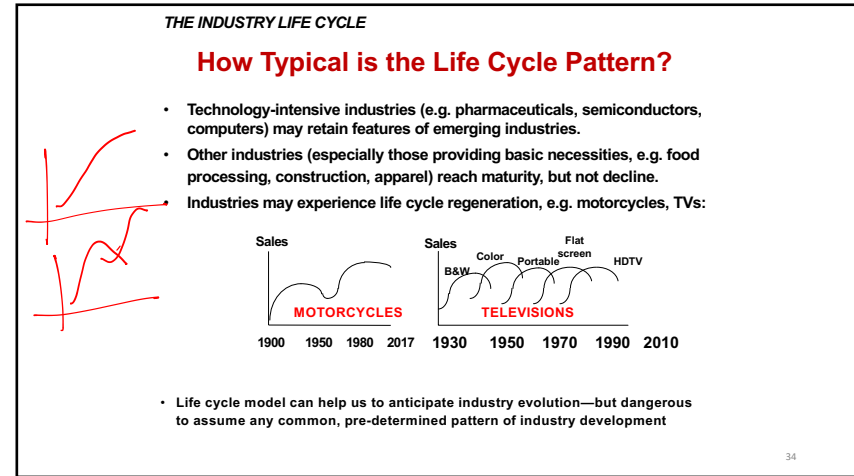 THE INDUSTRY LIFE CYCLE
How Typical is the Life Cycle Pattern?
• Technology-intensive industries (e.g. pharmaceuticals, semiconductors,
computers) may retain features of emerging industries.
• Other industries (especially those providing basic necessities, e.g. food
processing, construction, apparel) reach maturity, but not decline.
• Industries may experience life cycle regeneration, e.g. motorcycles, TVs:
Sales
MOTORCYCLES
1900 1950 1980 2017
Sales
B&W
Color
Portable
Flat
screen
HDTV
TELEVISIONS
1930 1950 1970 1990 2010
• Life cycle model can help us to anticipate industry evolution—but dangerous
to assume any common, pre-determined pattern of industry development
34